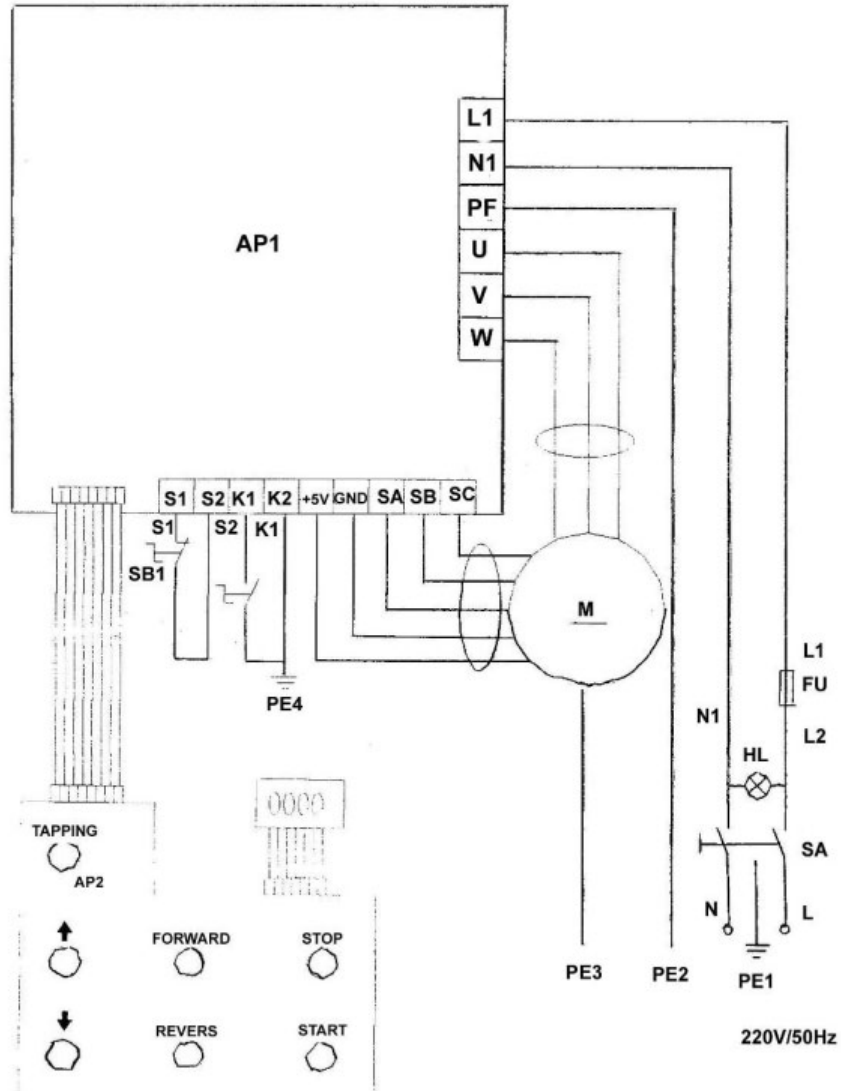 L1
N1
PF
AP1
U
V
W
S1 S2 K1 K2 +5V GND SA SB SC
S1 S2 K1
SB1
M
PE4
L1
FU
N1
L2
HL
0000
TAPPING
SA
AP2
N L
FORWARD STOP
PE3 PE2 PE1
REVERS START
220V/50Hz